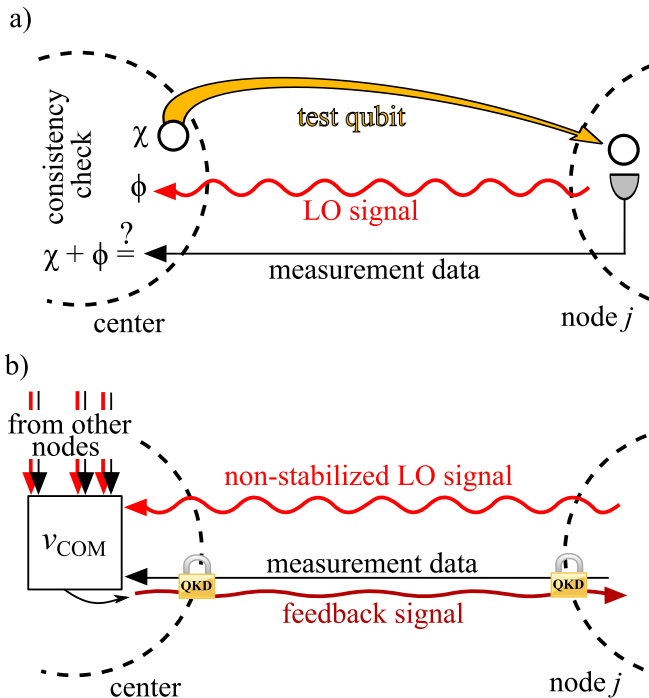 a)
consistency
check
χ
test qubit
ϕ
LO signal
χ + ϕ ≟
measurement data
center
node j
b)
from other
nodes
non-stabilized LO signal
νCOM
measurement data
QKD
QKD
feedback signal
center
node j